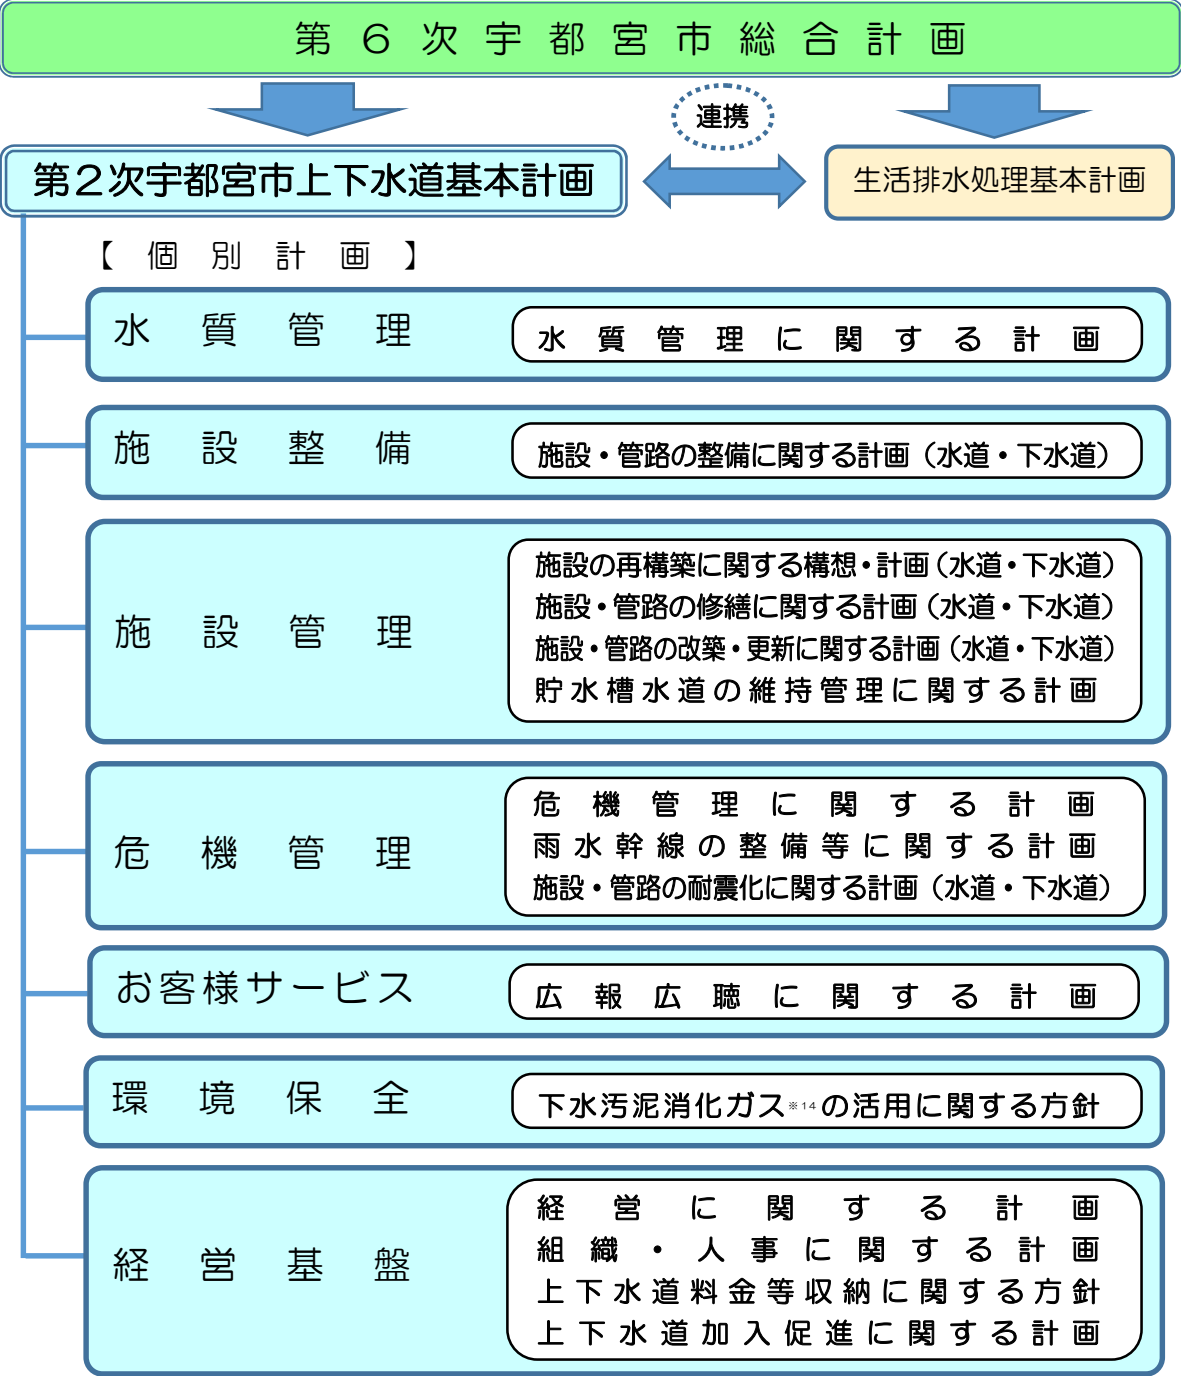 第６次宇都宮市総合計画
連携
第２次宇都宮市上下水道基本計画
生活排水処理基本計画
【個別計画】
水質管理
水質管理に関する計画
施設整備
施設・管路の整備に関する計画（水道・下水道）
施設管理
施設の再構築に関する構想・計画（水道・下水道）
施設・管路の修繕に関する計画（水道・下水道）
施設・管路の改築・更新に関する計画（水道・下水道）
貯水槽水道の維持管理に関する計画
危機管理
危機管理に関する計画
雨水幹線の整備等に関する計画
施設・管路の耐震化に関する計画（水道・下水道）
お客様サービス
広報広聴に関する計画
環境保全
下水汚泥消化ガス※14の活用に関する方針
経営基盤
経営に関する計画
組織・人事に関する計画
上下水道料金等収納に関する方針
上下水道加入促進に関する計画